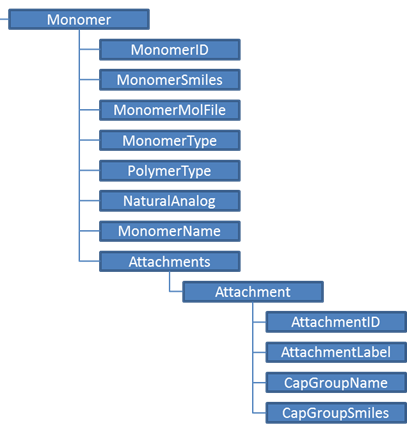 Monomer
MonomerID
MonomerSmiles
MonomerMolFile
MonomerType
PolymerType
NaturalAnalog
MonomerName
Attachments
Attachment
AttachmentID
AttachmentLabel
CapGroupName
CapGroupSmiles